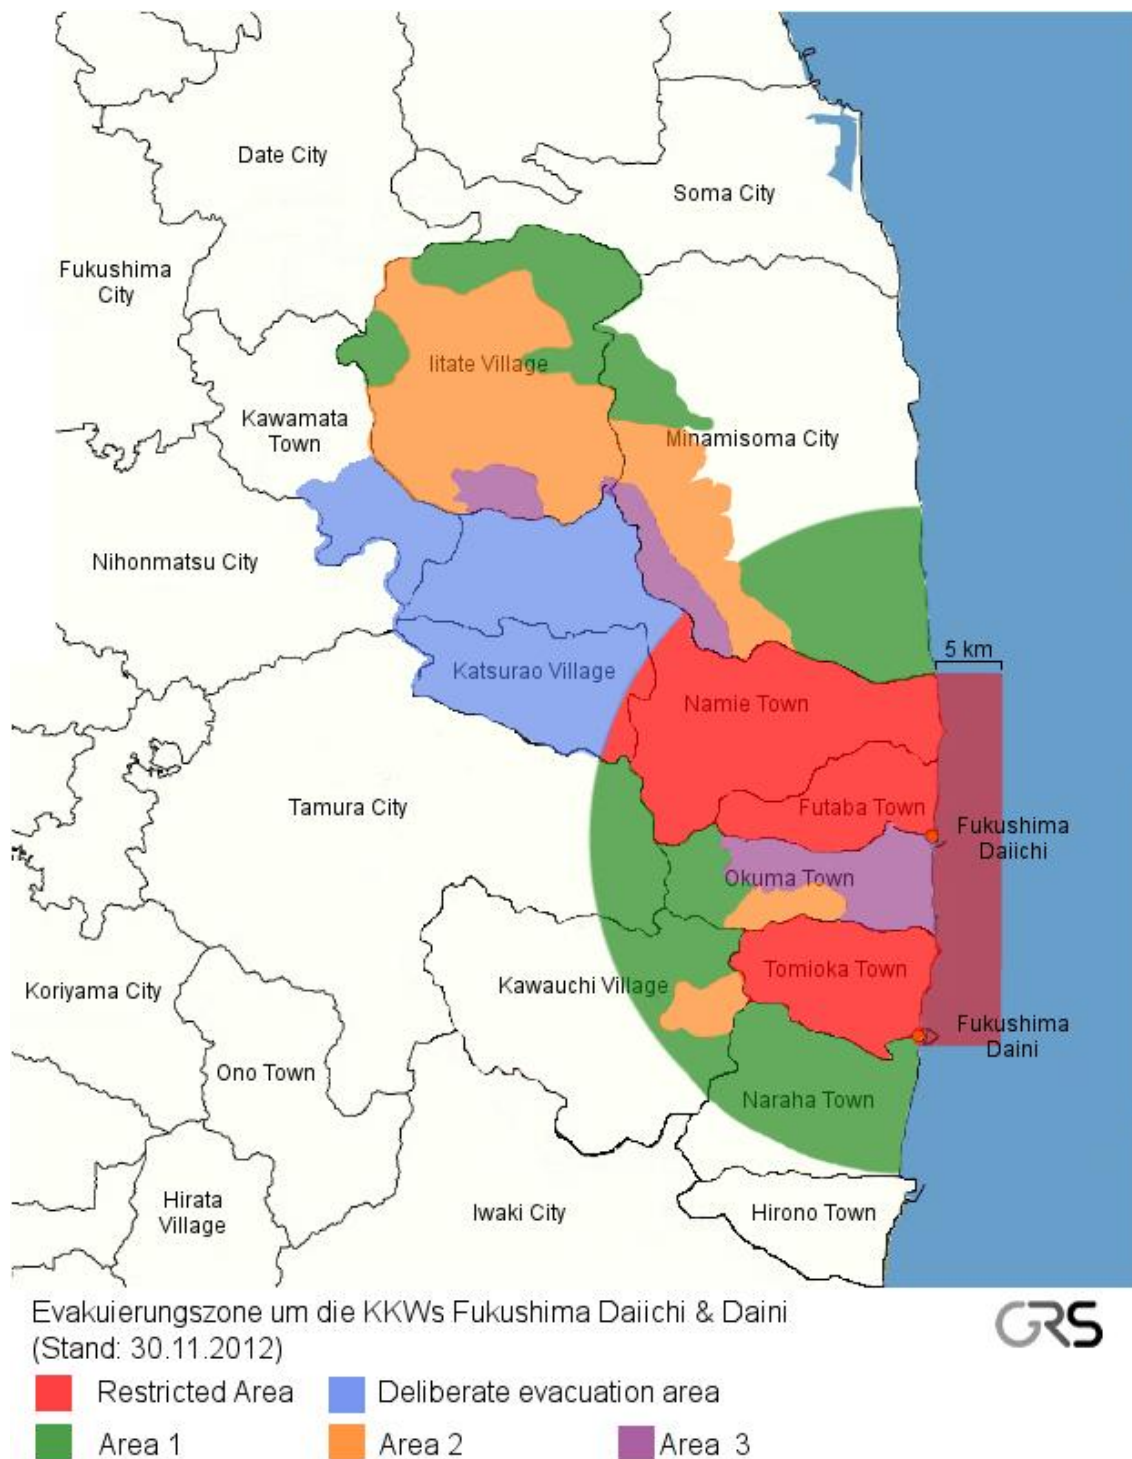 Date City
Soma City
Fukushima
City
Iitate Village
Kawamata
Town
Minamisoma City
Nihonmatsu City
5 km
Katsurao Village
Namie Town
Tamura City
Futaba Town
Fukushima
Daiichi
Okuma Town
Tomioka Town
Kawauchi Village
Koriyama City
Fukushima
Daini
Ono Town
Naraha Town
Hirata
Village
Iwaki City
Hirono Town
Evakuierungszone um die KKWs Fukushima Daiichi & Daini
(Stand: 30.11.2012)
GRS
Restricted Area
Deliberate evacuation area
Area 1
Area 2
Area 3